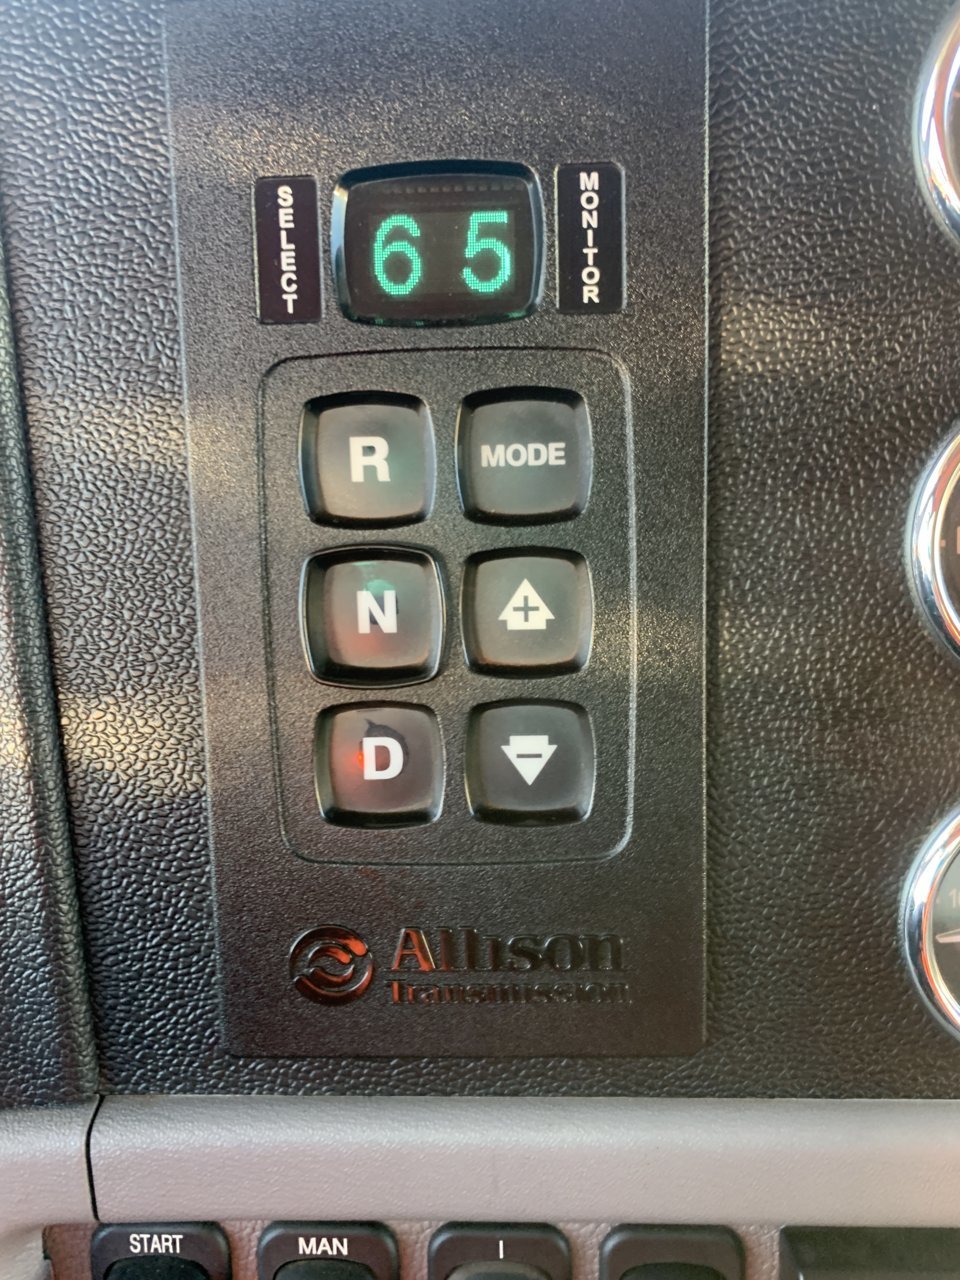 SELECT
6 5
MONITOR
R
MODE
N
+
D
-
Allison
Transmission
START
MAN
I